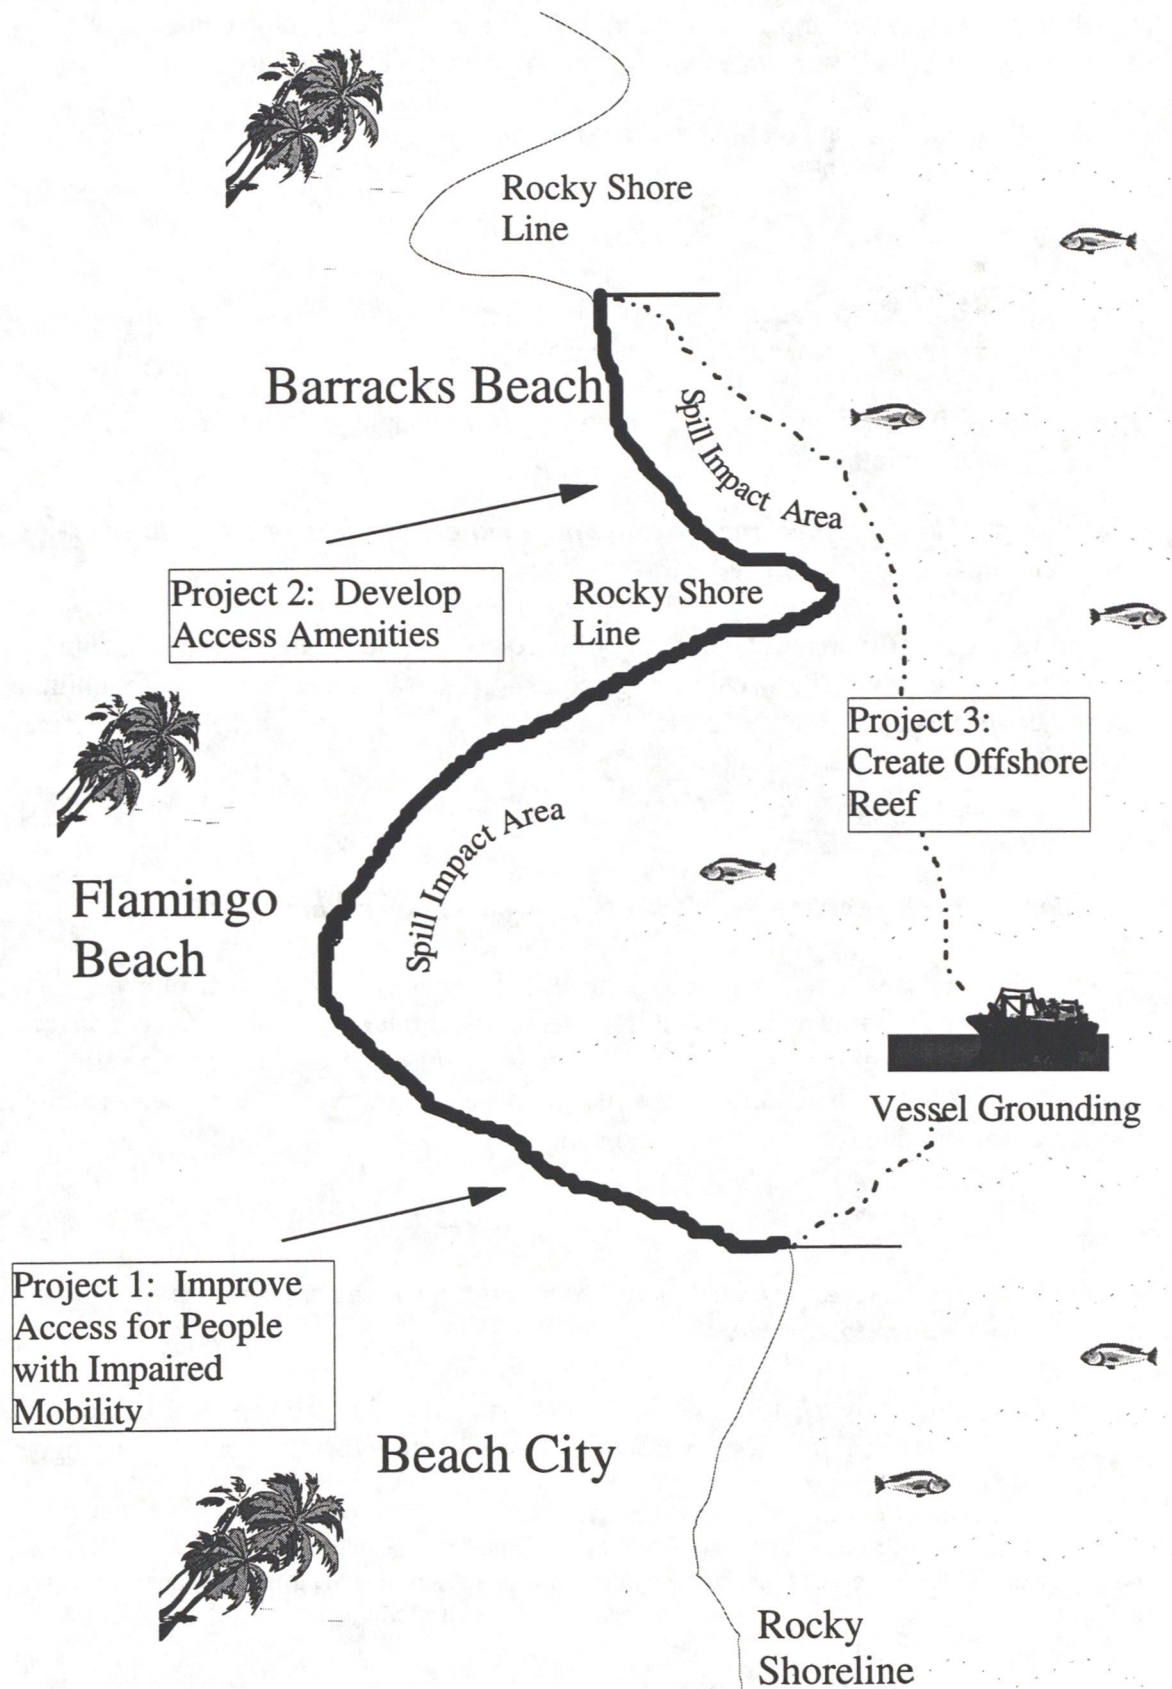 Rocky Shore
Line
Barracks Beach
Spill Impact Area
Project 2: Develop
Access Amenities
Rocky Shore
Line
Project 3:
Create Offshore
Reef
Spill Impact Area
Flamingo
Beach
Vessel Grounding
Project 1: Improve
Access for People
with Impaired
Mobility
Beach City
Rocky
Shoreline